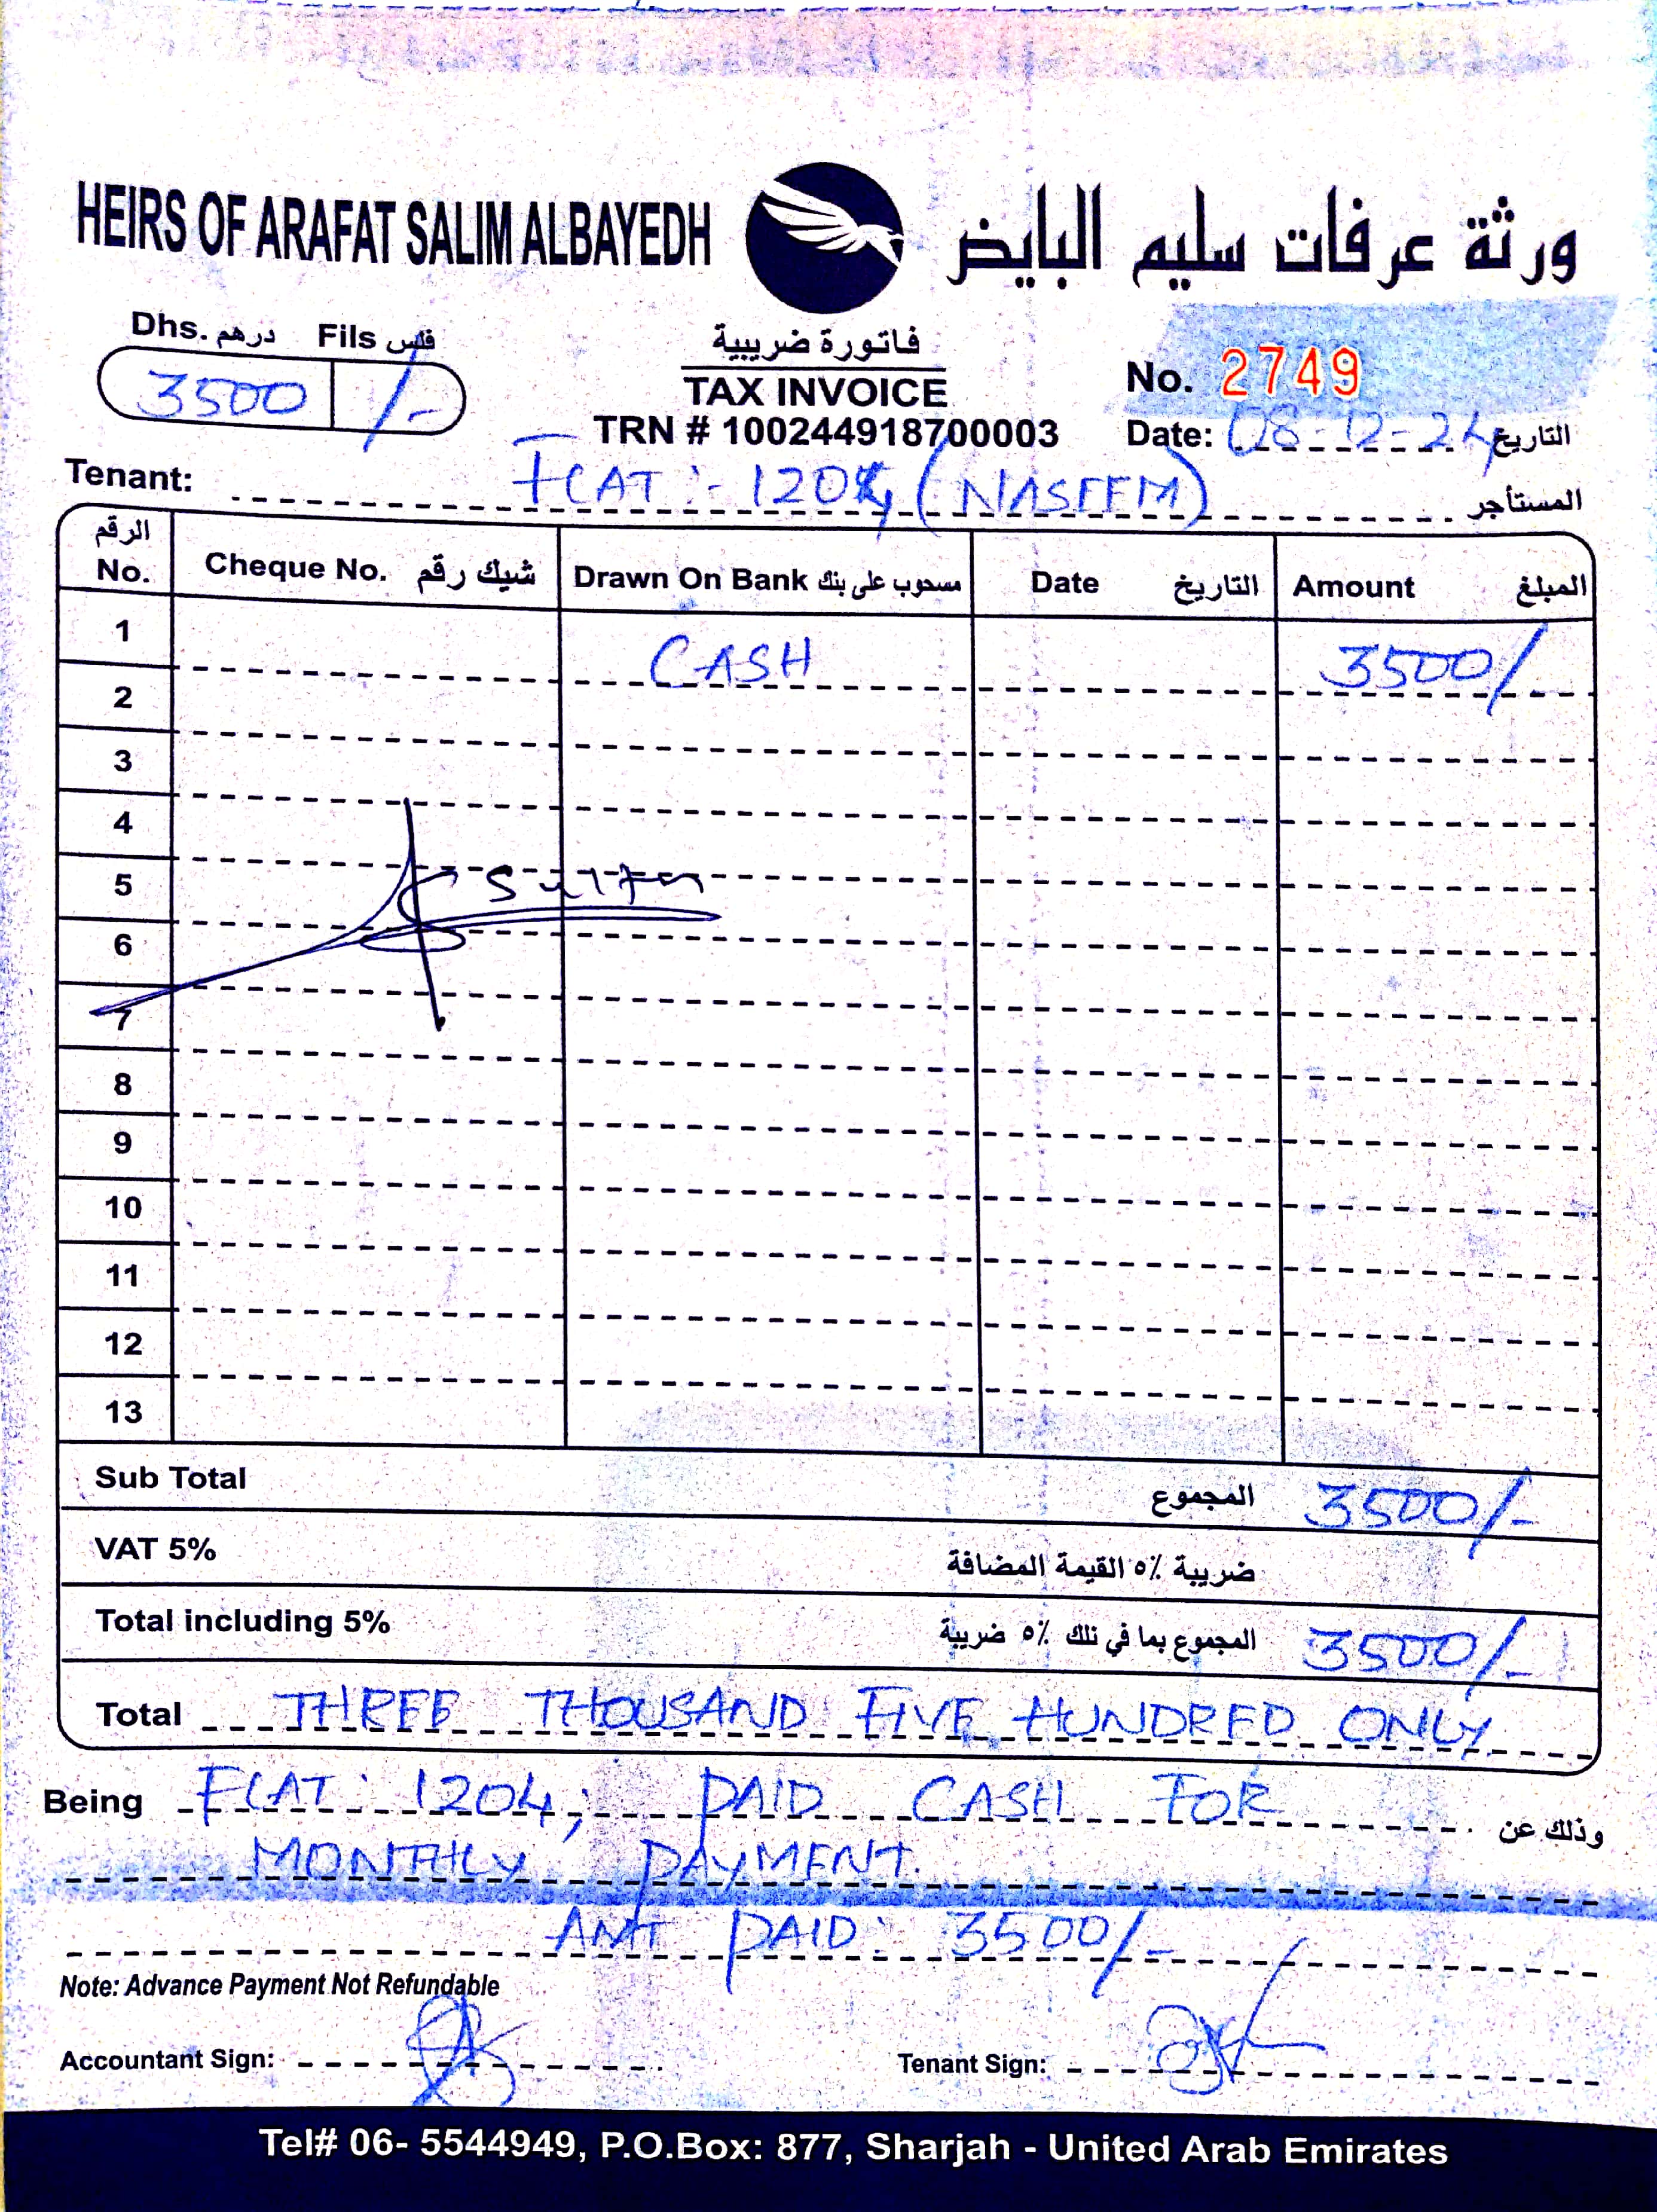 HEIRS OF ARAFAT SALIM ALBAYEDH ورثة عرفات سليم البايض
Dhs. درهم Fils فلس
3500 /-
فاتورة ضريبية
TAX INVOICE
TRN # 100244918700003
No. 2749
Date: 08-12-24 التاريخ
Tenant: FLAT :- 1204 (NASEEM) المستأجر
الرقم No. Cheque No. شيك رقم Drawn On Bank مسحوب على بنك Date التاريخ Amount المبلغ
1 CASH 3500/-
2
3
4
5 Sultan
6
7
8
9
10
11
12
13
Sub Total المجموع 3500/-
VAT 5% ضريبة ٥٪ القيمة المضافة
Total including 5% المجموع بما في ذلك ٥٪ ضريبة 3500/-
Total THREE THOUSAND FIVE HUNDRED ONLY
Being FLAT: 1204; PAID CASH FOR وذلك عن
MONTHLY PAYMENT.
AMT PAID: 3500/-
Note: Advance Payment Not Refundable
Accountant Sign: Tenant Sign:
Tel# 06- 5544949, P.O.Box: 877, Sharjah - United Arab Emirates